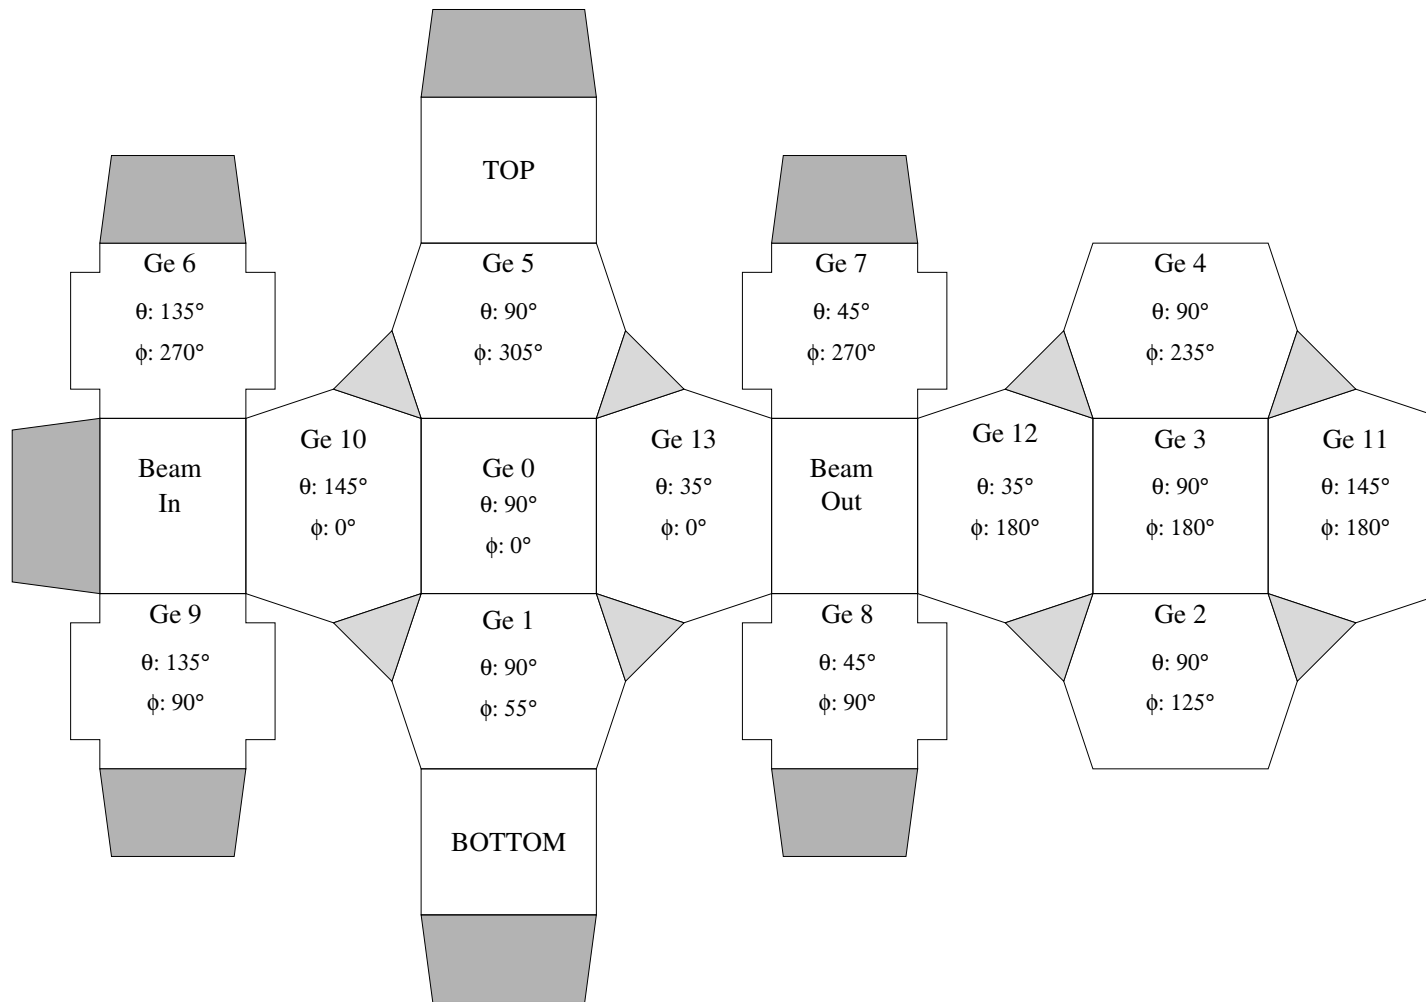 TOP
Ge 6
θ: 135°
ϕ: 270°
Ge 5
θ: 90°
ϕ: 305°
Ge 7
θ: 45°
ϕ: 270°
Ge 4
θ: 90°
ϕ: 235°
Beam
In
Ge 10
θ: 145°
ϕ: 0°
Ge 0
θ: 90°
ϕ: 0°
Ge 13
θ: 35°
ϕ: 0°
Beam
Out
Ge 12
θ: 35°
ϕ: 180°
Ge 3
θ: 90°
ϕ: 180°
Ge 11
θ: 145°
ϕ: 180°
Ge 9
θ: 135°
ϕ: 90°
Ge 1
θ: 90°
ϕ: 55°
Ge 8
θ: 45°
ϕ: 90°
Ge 2
θ: 90°
ϕ: 125°
BOTTOM